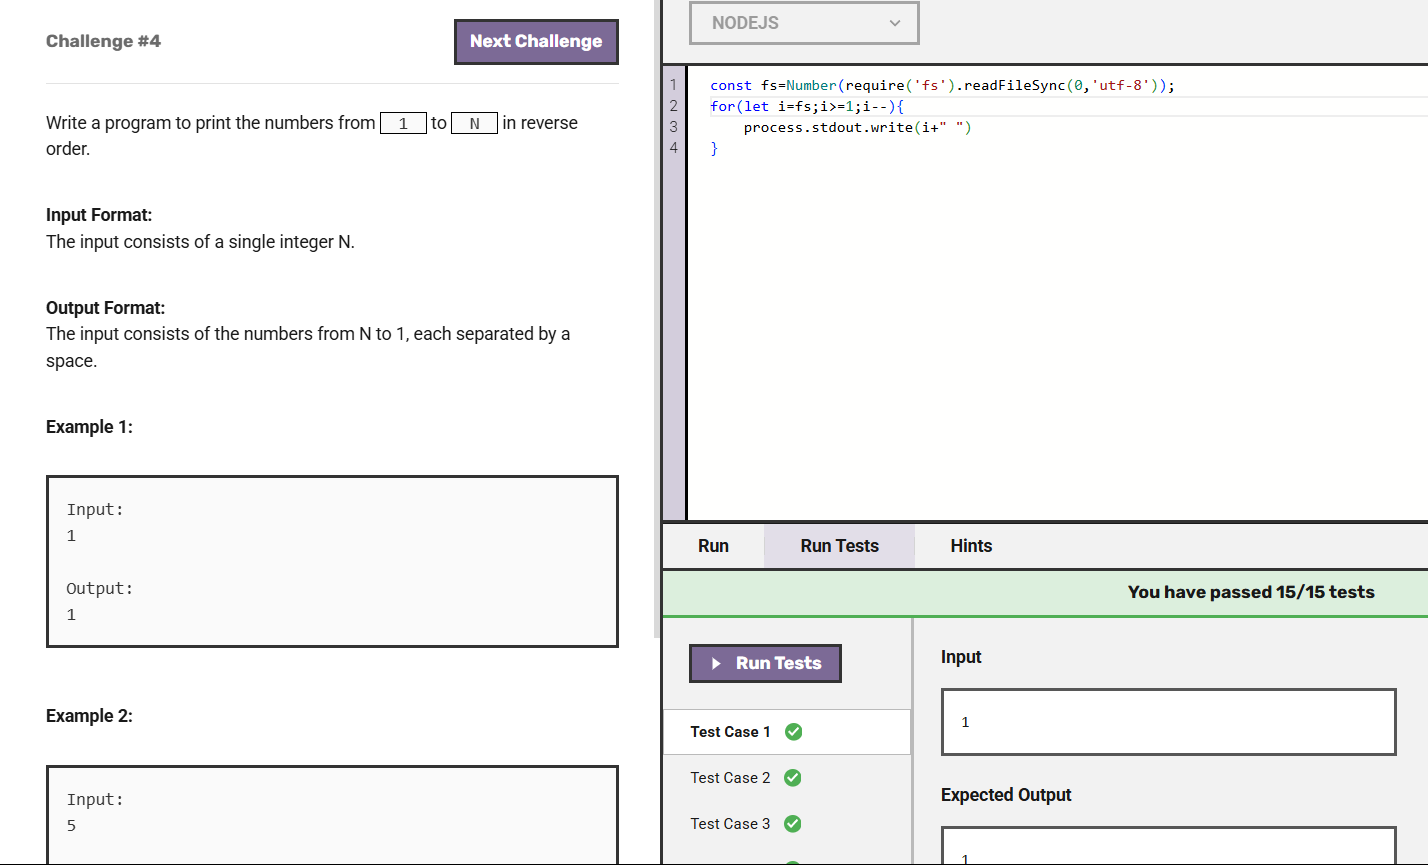 Challenge #4
Next Challenge
Write a program to print the numbers from 1 to N in reverse
order.
Input Format:
The input consists of a single integer N.
Output Format:
The input consists of the numbers from N to 1, each separated by a
space.
Example 1:
Input:
1
Output:
1
Example 2:
Input:
5
NODEJS
1 const fs=Number(require('fs').readFileSync(0,'utf-8'));
2 for(let i=fs;i>=1;i--){
3     process.stdout.write(i+" ")
4 }
Run Run Tests Hints
You have passed 15/15 tests
Run Tests
Test Case 1
Test Case 2
Test Case 3
Input
1
Expected Output
1